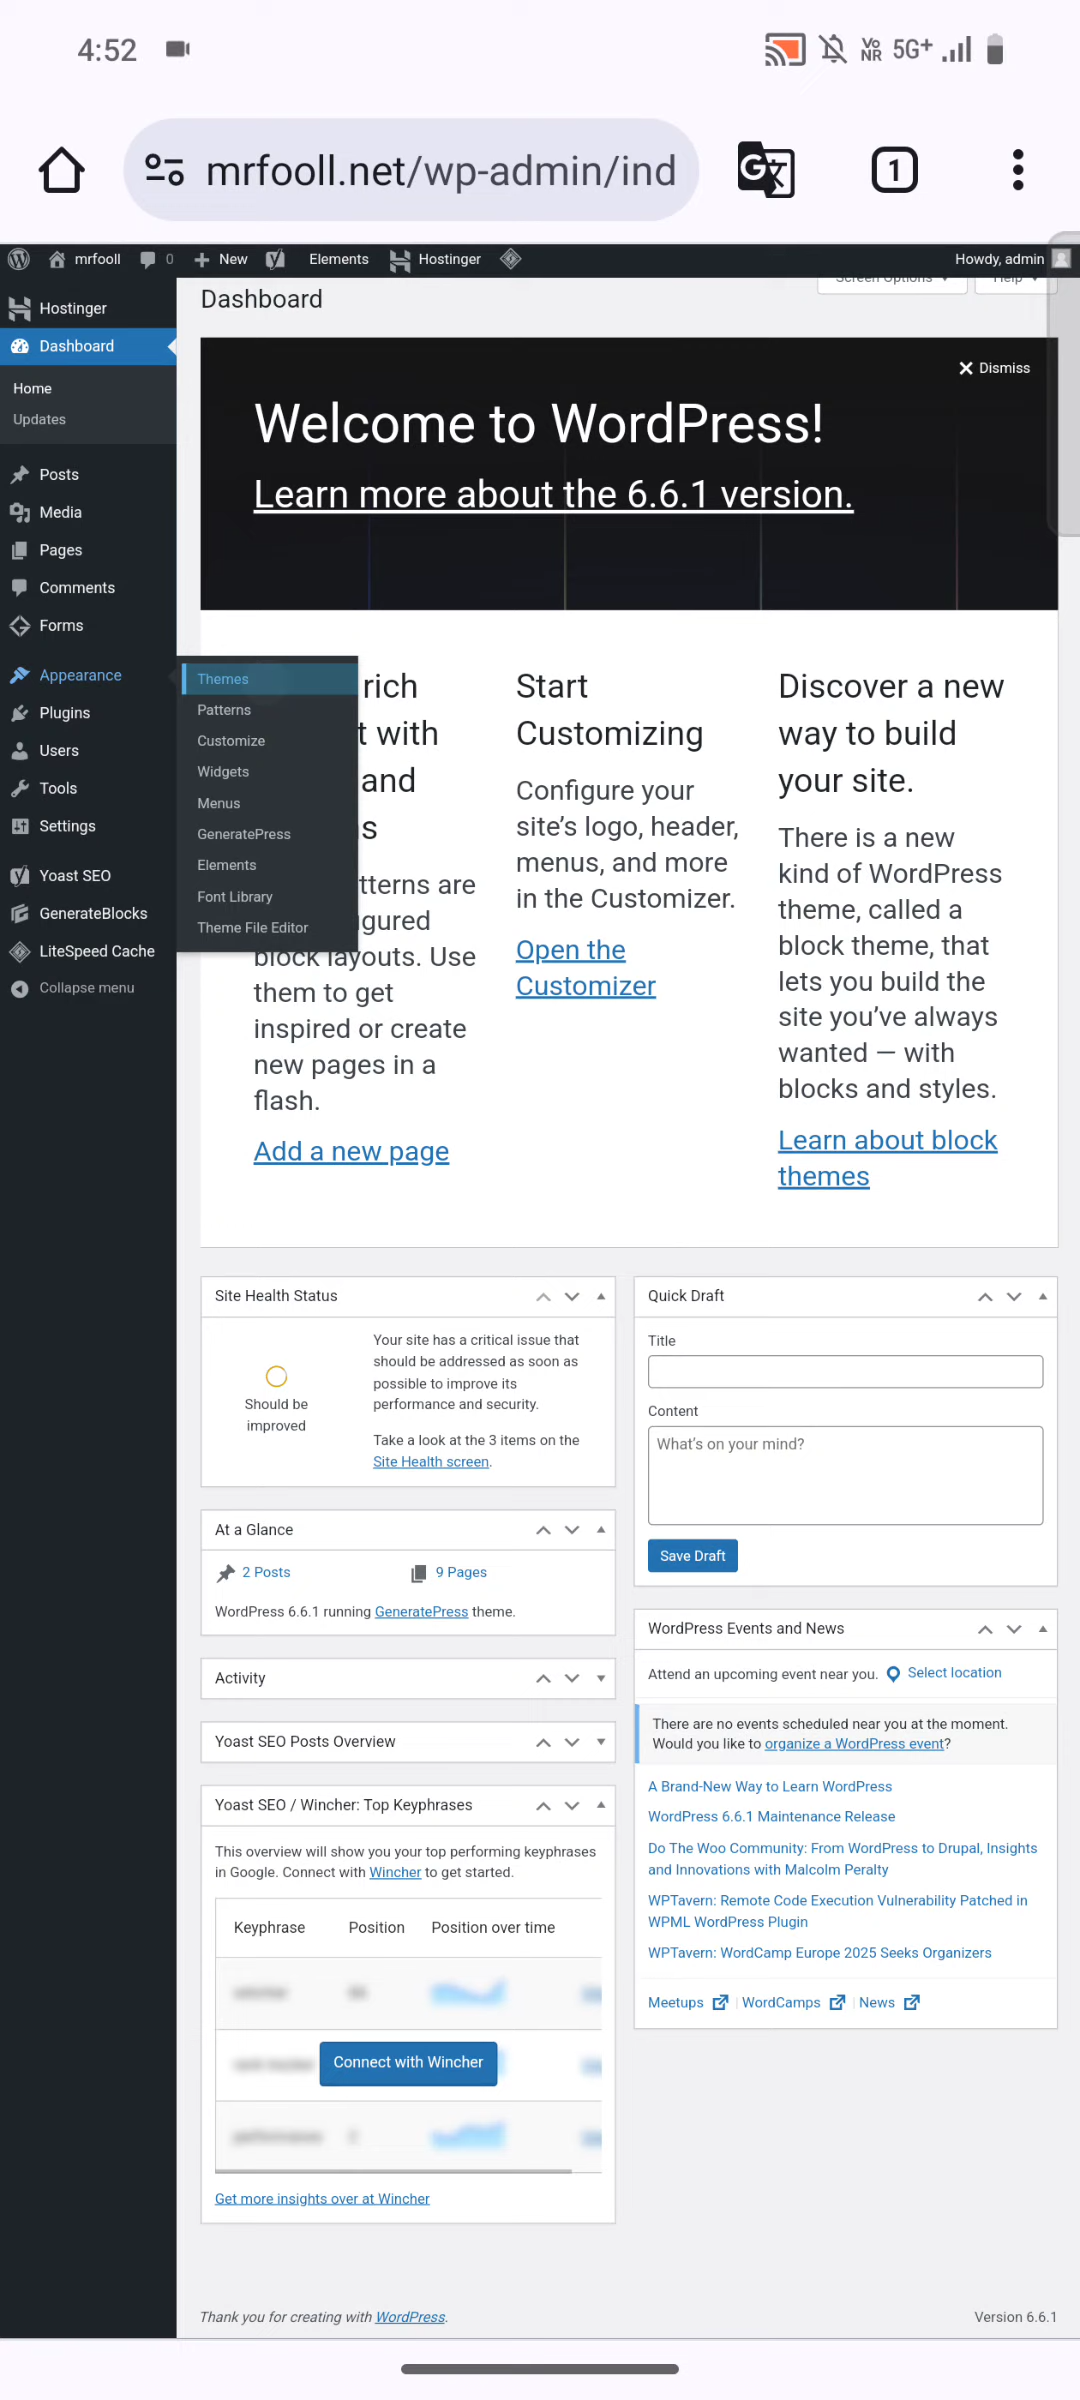 4:52
Vo
NR
5G+
mrfooll.net/wp-admin/ind
G
1
mrfooll
0
New
Elements
Hostinger
Howdy, admin
Hostinger
Dashboard
Home
Updates
Posts
Media
Pages
Comments
Forms
Appearance
Plugins
Users
Tools
Settings
Yoast SEO
GenerateBlocks
LiteSpeed Cache
Collapse menu
Themes
Patterns
Customize
Widgets
Menus
GeneratePress
Elements
Font Library
Theme File Editor
Dashboard
Screen Options
Help
Dismiss
Welcome to WordPress!
Learn more about the 6.6.1 version.
rich
t with
and
s
tterns are
igured
block layouts. Use
them to get
inspired or create
new pages in a
flash.
Add a new page
Start
Customizing
Configure your
site’s logo, header,
menus, and more
in the Customizer.
Open the
Customizer
Discover a new
way to build
your site.
There is a new
kind of WordPress
theme, called a
block theme, that
lets you build the
site you’ve always
wanted — with
blocks and styles.
Learn about block
themes
Site Health Status
Should be
improved
Your site has a critical issue that
should be addressed as soon as
possible to improve its
performance and security.
Take a look at the 3 items on the
Site Health screen.
At a Glance
2 Posts
9 Pages
WordPress 6.6.1 running GeneratePress theme.
Activity
Yoast SEO Posts Overview
Yoast SEO / Wincher: Top Keyphrases
This overview will show you your top performing keyphrases
in Google. Connect with Wincher to get started.
Keyphrase Position Position over time
Connect with Wincher
Get more insights over at Wincher
Quick Draft
Title
Content
What’s on your mind?
Save Draft
WordPress Events and News
Attend an upcoming event near you. Select location
There are no events scheduled near you at the moment.
Would you like to organize a WordPress event?
A Brand-New Way to Learn WordPress
WordPress 6.6.1 Maintenance Release
Do The Woo Community: From WordPress to Drupal, Insights
and Innovations with Malcolm Peralty
WPTavern: Remote Code Execution Vulnerability Patched in
WPML WordPress Plugin
WPTavern: WordCamp Europe 2025 Seeks Organizers
Meetups | WordCamps | News
Thank you for creating with WordPress.
Version 6.6.1